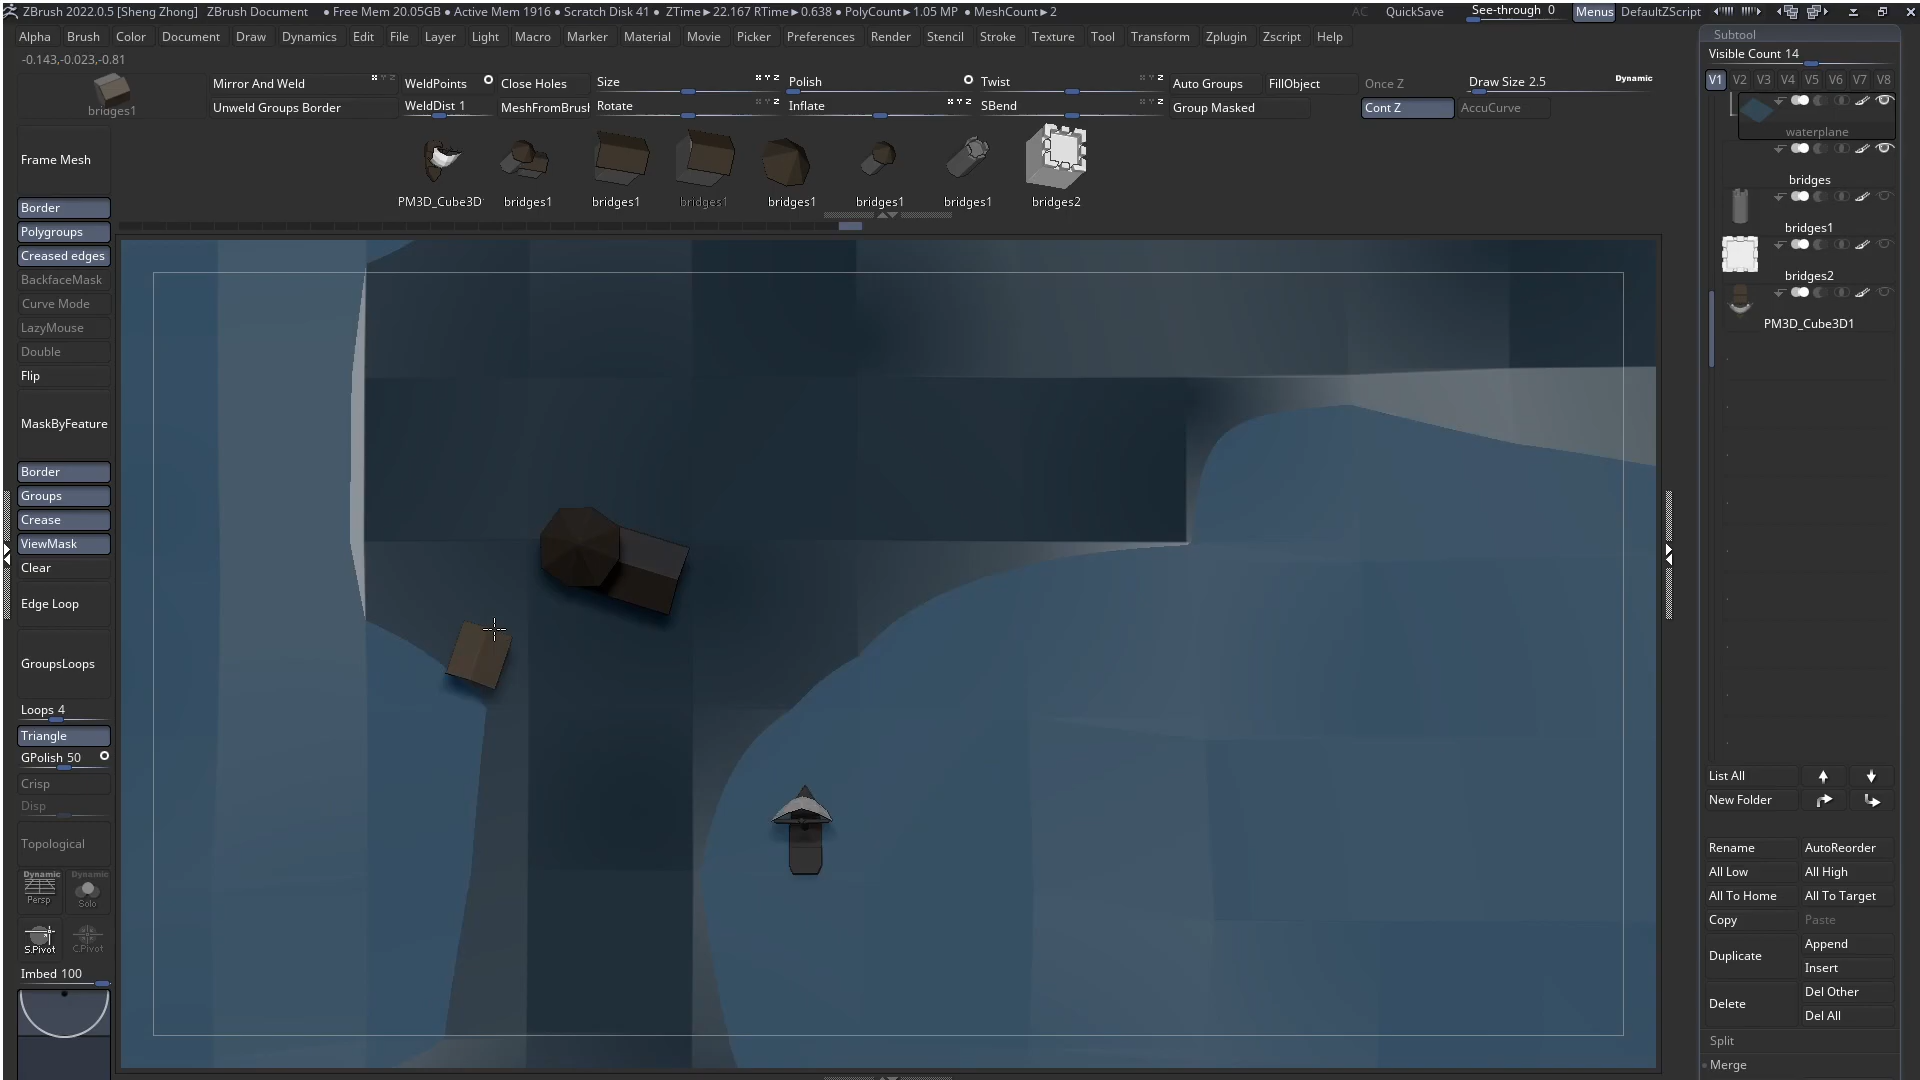 ZBrush 2022.0.5 [Sheng Zhong] ZBrush Document • Free Mem 20.05GB • Active Mem 1916 • Scratch Disk 41 • ZTime►22.167 RTime►0.638 • PolyCount►1.05 MP • MeshCount►2 AC QuickSave See-through 0 Menus DefaultZScript
Alpha Brush Color Document Draw Dynamics Edit File Layer Light Macro Marker Material Movie Picker Preferences Render Stencil Stroke Texture Tool Transform Zplugin Zscript Help
-0.143,-0.023,-0.81
bridges1
Mirror And Weld WeldPoints Close Holes Size Polish Twist Auto Groups FillObject Once Z Draw Size 2.5 Dynamic
Unweld Groups Border WeldDist 1 MeshFromBrush Rotate Inflate SBend Group Masked Cont Z AccuCurve
PM3D_Cube3D bridges1 bridges1 bridges1 bridges1 bridges1 bridges1 bridges2
Frame Mesh
Border
Polygroups
Creased edges
BackfaceMask
Curve Mode
LazyMouse
Double
Flip
MaskByFeature
Border
Groups
Crease
ViewMask
Clear
Edge Loop
GroupsLoops
Loops 4
Triangle
GPolish 50
Crisp
Disp
Topological
Dynamic Dynamic
Persp Solo
S.Pivot C.Pivot
Imbed 100
Subtool
Visible Count 14
V1 V2 V3 V4 V5 V6 V7 V8
waterplane
bridges
bridges1
bridges2
PM3D_Cube3D1
List All
New Folder
Rename AutoReorder
All Low All High
All To Home All To Target
Copy Paste
Duplicate Append
Insert
Delete Del Other
Del All
Split
Merge